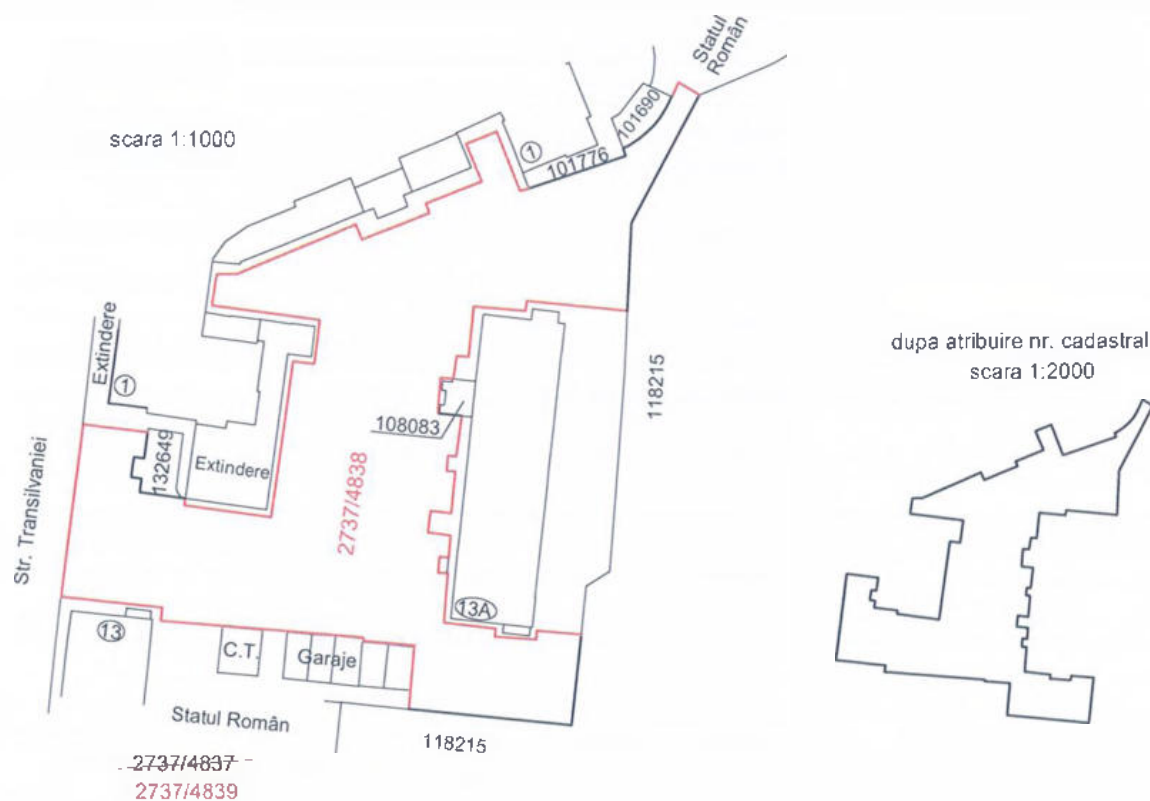 Statul
Român
scara 1:1000
101690
1
101776
Extindere
1
118215
dupa atribuire nr. cadastral
scara 1:2000
108083
132649
Extindere
2737/4838
Str. Transilvaniei
13A
13
C.T.
Garaje
Statul Român
118215
2737/4837
2737/4839